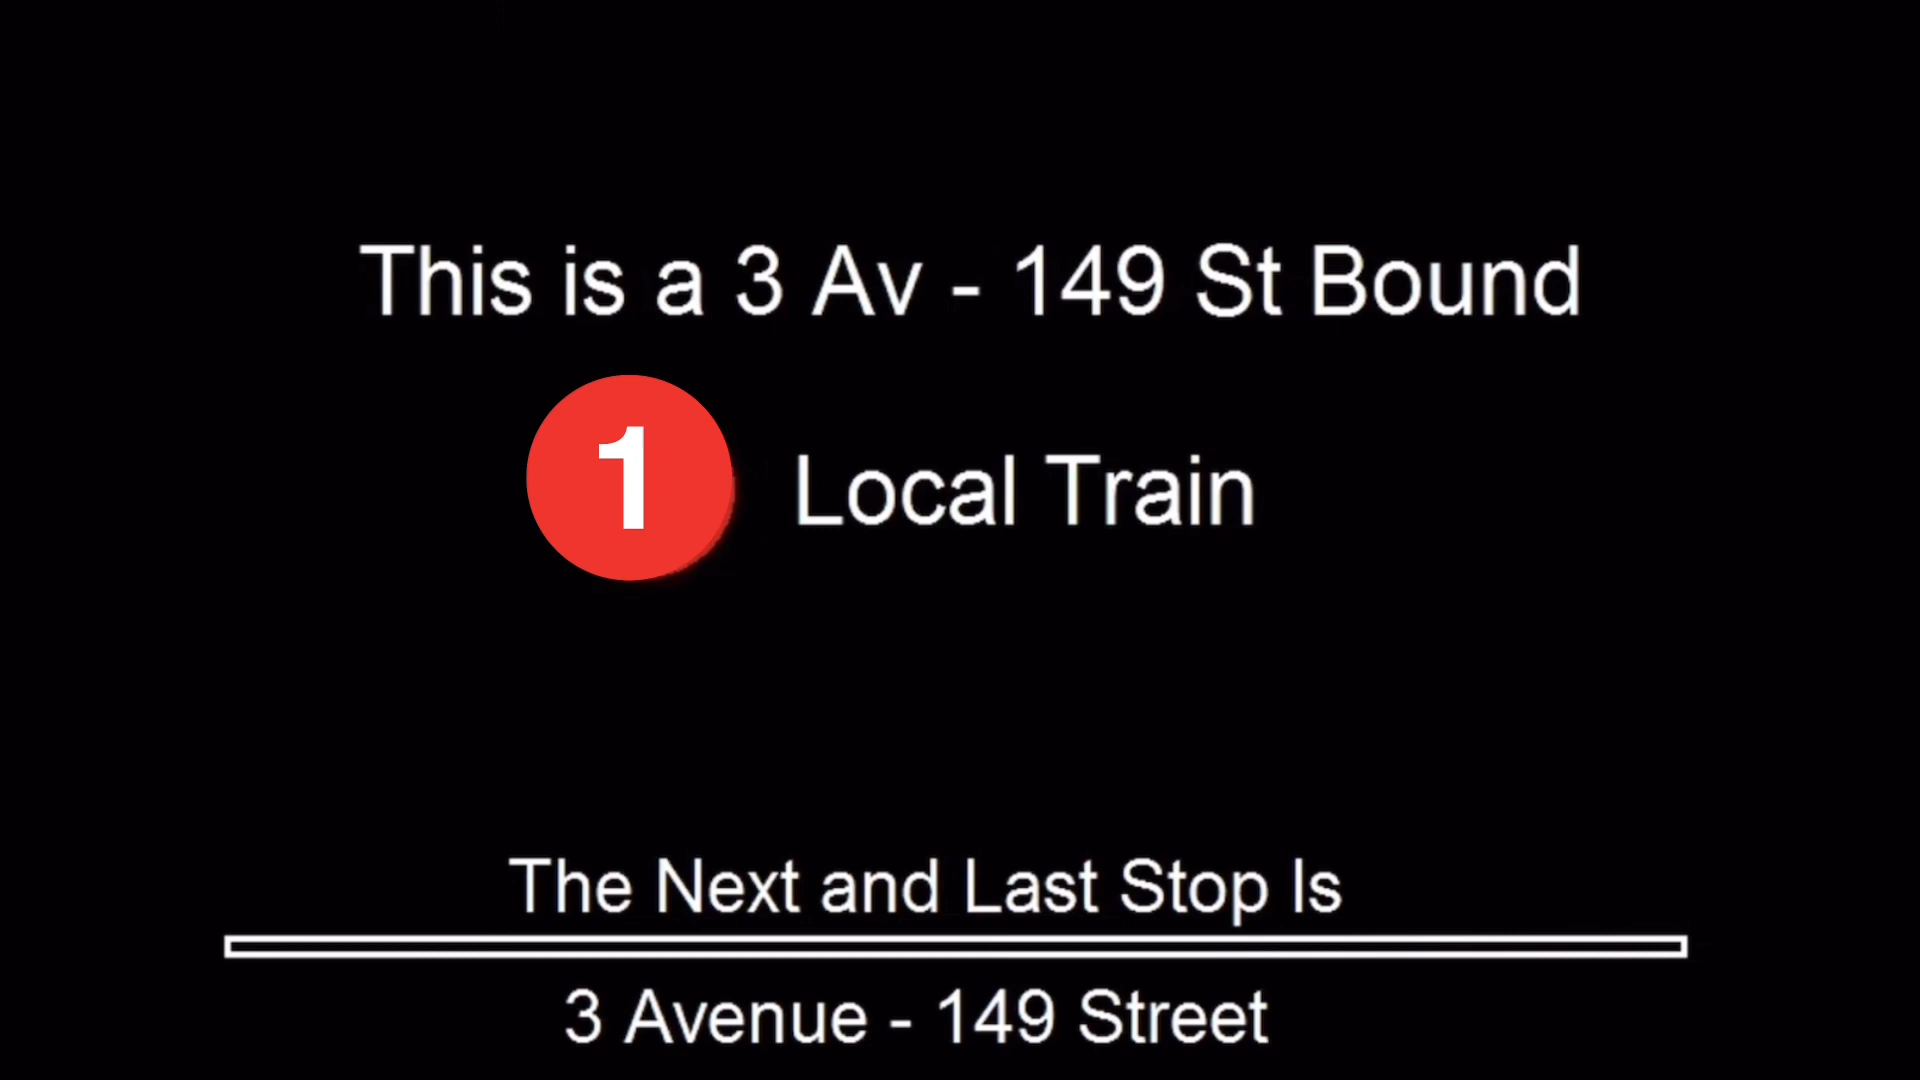 This is a 3 Av - 149 St Bound
1 Local Train
The Next and Last Stop Is
3 Avenue - 149 Street